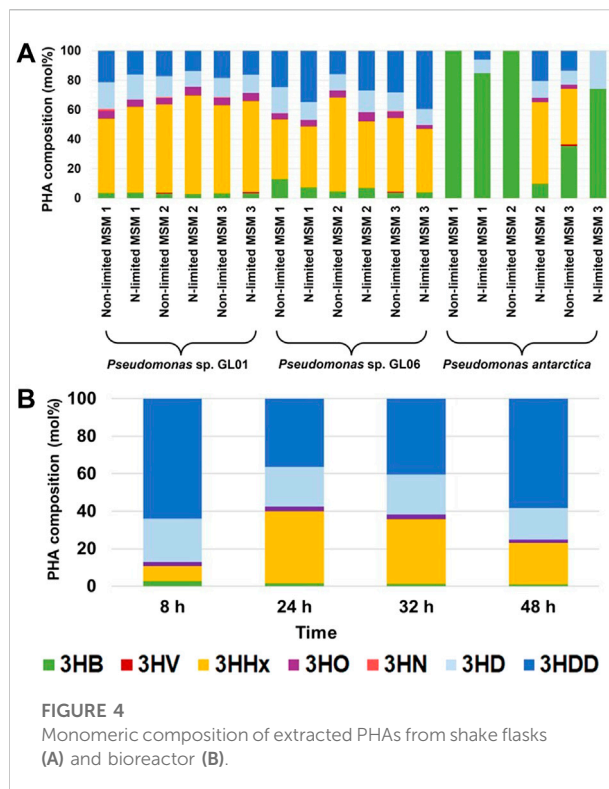 A
PHA composition (mol%)
100
80
60
40
20
0
Non-limited MSM 1
N-limited MSM 1
Non-limited MSM 2
N-limited MSM 2
Non-limited MSM 3
N-limited MSM 3
Non-limited MSM 1
N-limited MSM 1
Non-limited MSM 2
N-limited MSM 2
Non-limited MSM 3
N-limited MSM 3
Non-limited MSM 1
N-limited MSM 1
Non-limited MSM 2
N-limited MSM 2
Non-limited MSM 3
N-limited MSM 3
Pseudomonas sp. GL01
Pseudomonas sp. GL06
Pseudomonas antarctica
B
PHA composition (mol%)
100
80
60
40
20
0
8 h
24 h
32 h
48 h
Time
3HB 3HV 3HHx 3HO 3HN 3HD 3HDD
FIGURE 4
Monomeric composition of extracted PHAs from shake flasks
(A) and bioreactor (B).